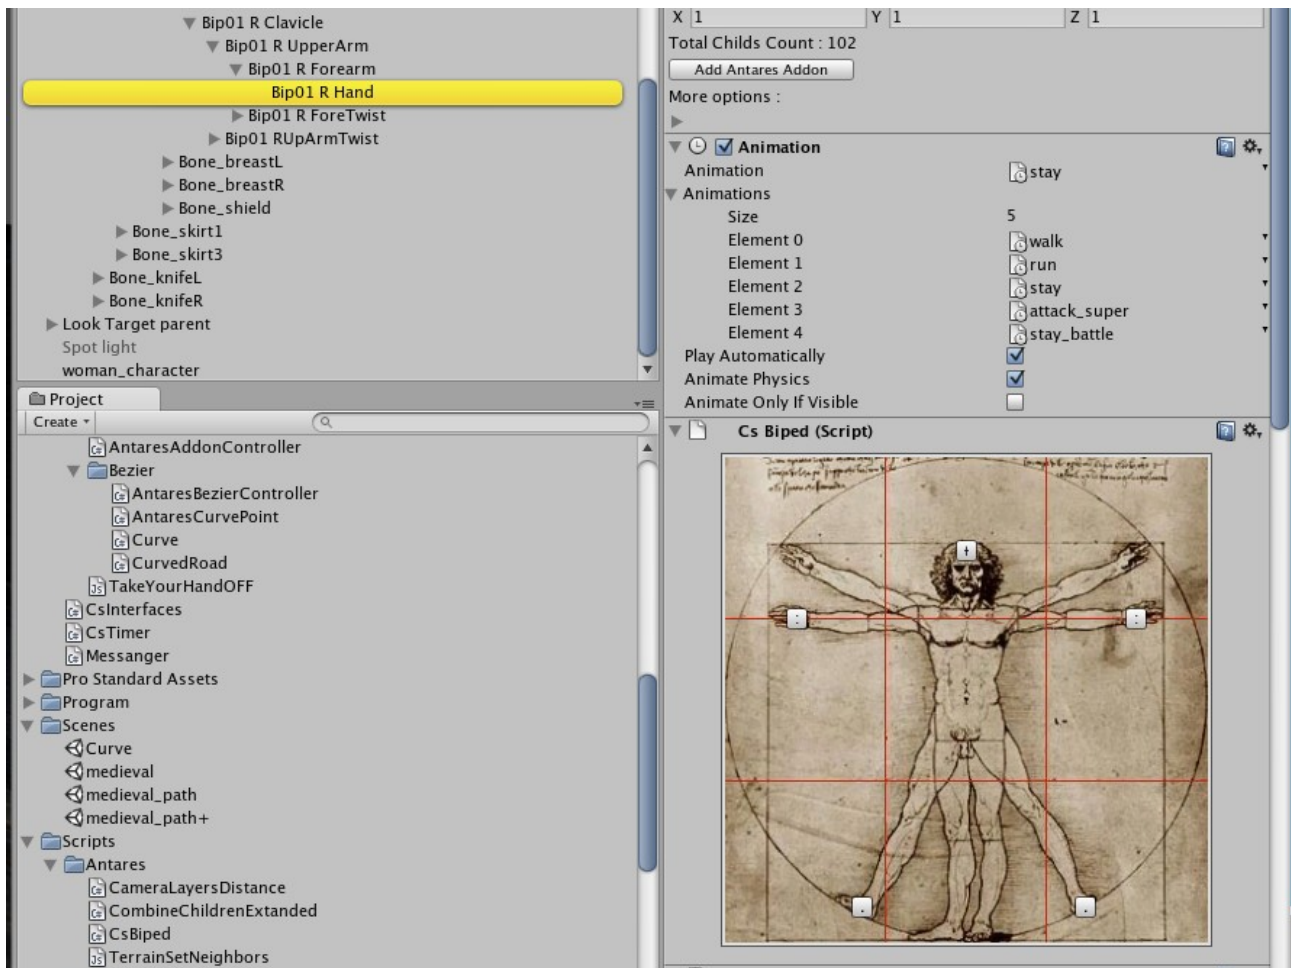 Bip01 R Clavicle
Bip01 R UpperArm
Bip01 R Forearm
Bip01 R Hand
Bip01 R ForeTwist
Bip01 RUpArmTwist
Bone_breastL
Bone_breastR
Bone_shield
Bone_skirt1
Bone_skirt3
Bone_knifeL
Bone_knifeR
Look Target parent
Spot light
woman_character
Project
Create
AntaresAddonController
Bezier
AntaresBezierController
AntaresCurvePoint
Curve
CurvedRoad
TakeYourHandOFF
CsInterfaces
CsTimer
Messanger
Pro Standard Assets
Program
Scenes
Curve
medieval
medieval_path
medieval_path+
Scripts
Antares
CameraLayersDistance
CombineChildrenExtanded
CsBiped
TerrainSetNeighbors
X 1 Y 1 Z 1
Total Childs Count : 102
Add Antares Addon
More options :
Animation
Animation stay
Animations
Size 5
Element 0 walk
Element 1 run
Element 2 stay
Element 3 attack_super
Element 4 stay_battle
Play Automatically
Animate Physics
Animate Only If Visible
Cs Biped (Script)